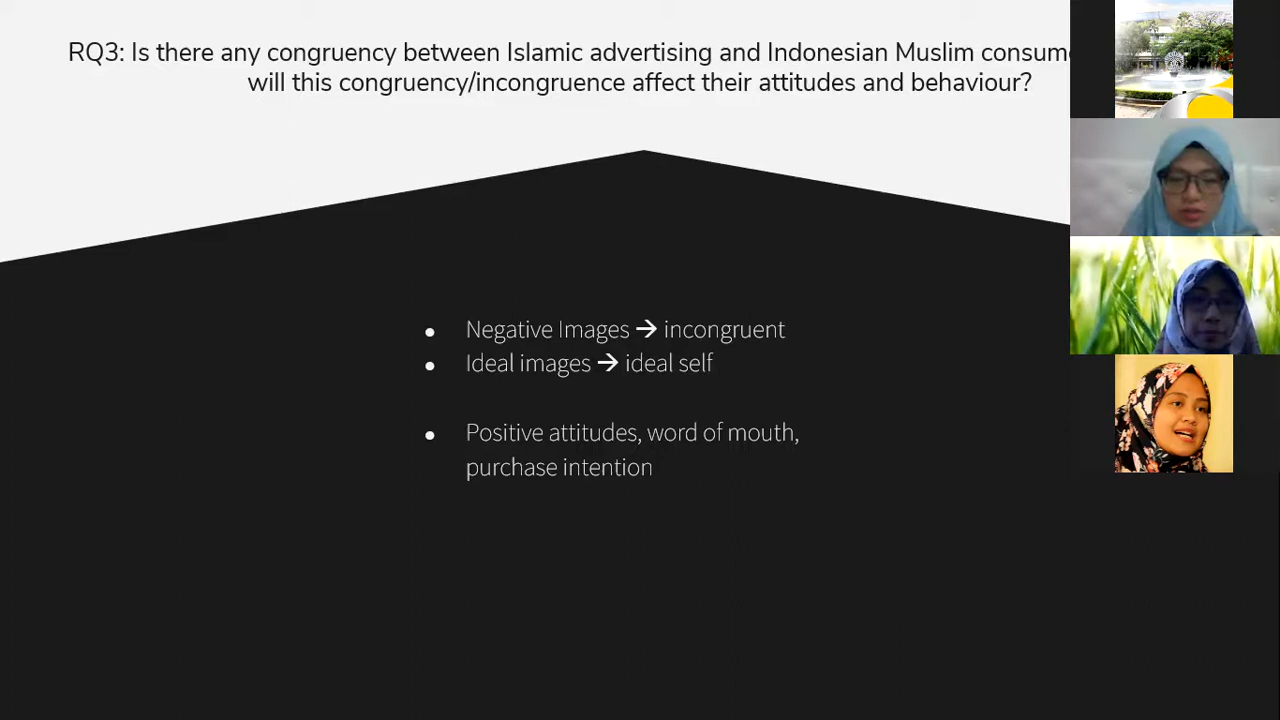 RQ3: Is there any congruency between Islamic advertising and Indonesian Muslim
will this congruency/incongruence affect their attitudes and behaviour?
● Negative Images → incongruent
● Ideal images → ideal self
● Positive attitudes, word of mouth,
purchase intention